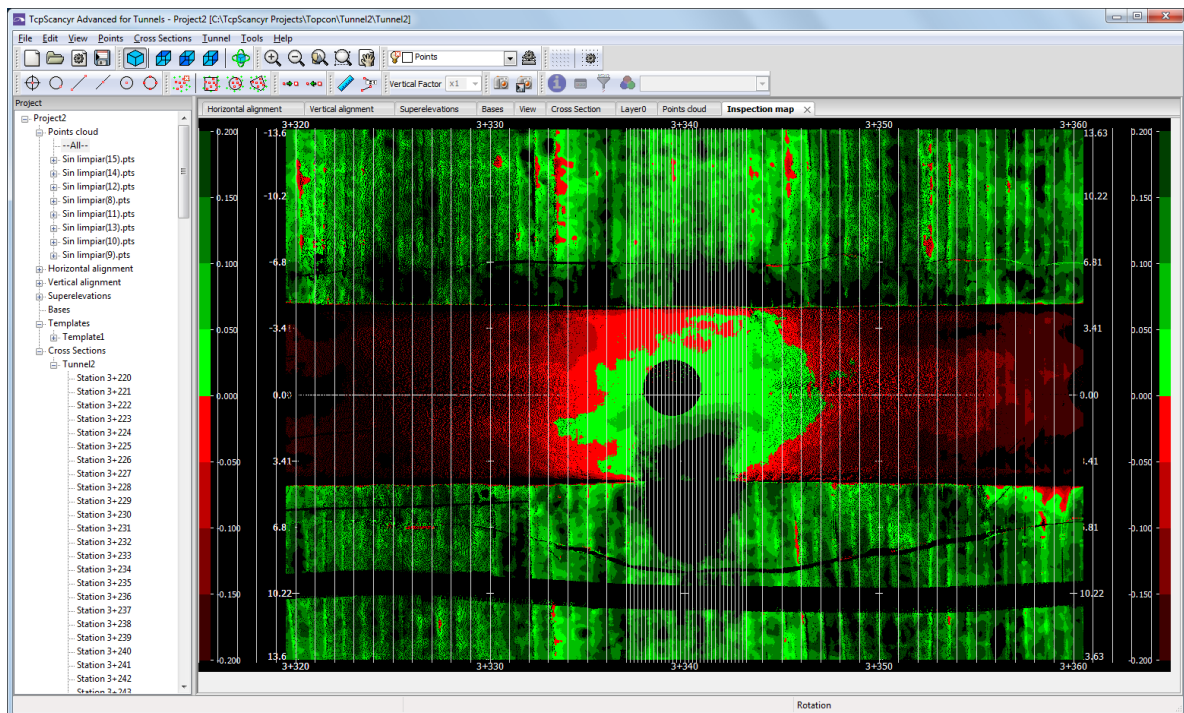 TcpScancyr Advanced for Tunnels - Project2 [C:\TcpScancyr Projects\Topcon\Tunnel2\Tunnel2]
File Edit View Points Cross Sections Tunnel Tools Help
Points
Vertical Factor x1
Project
Horizontal alignment Vertical alignment Superelevations Bases View Cross Section Layer0 Points cloud Inspection map
Project2
Points cloud
--All--
Sin limpiar(15).pts
Sin limpiar(14).pts
Sin limpiar(12).pts
Sin limpiar(8).pts
Sin limpiar(11).pts
Sin limpiar(13).pts
Sin limpiar(10).pts
Sin limpiar(9).pts
Horizontal alignment
Vertical alignment
Superelevations
Bases
Templates
Template1
Cross Sections
Tunnel2
Station 3+220
Station 3+221
Station 3+222
Station 3+223
Station 3+224
Station 3+225
Station 3+226
Station 3+227
Station 3+228
Station 3+229
Station 3+230
Station 3+231
Station 3+232
Station 3+233
Station 3+234
Station 3+235
Station 3+236
Station 3+237
Station 3+238
Station 3+239
Station 3+240
Station 3+241
Station 3+242
Station 3+243
3+320 3+330 3+340 3+350 3+360
0.200 -13.6 13.63 0.200
0.150 -10.2 10.22 0.150
0.100 -6.8 6.81 0.100
0.050 -3.4 3.41 0.050
0.000 0.00 0.00 0.000
-0.050 3.41 .41 -0.050
-0.100 6.8 .81 -0.100
-0.150 10.22 10.22 -0.150
-0.200 13.6 3.63 -0.200
3+320 3+330 3+340 3+350 3+360
Rotation